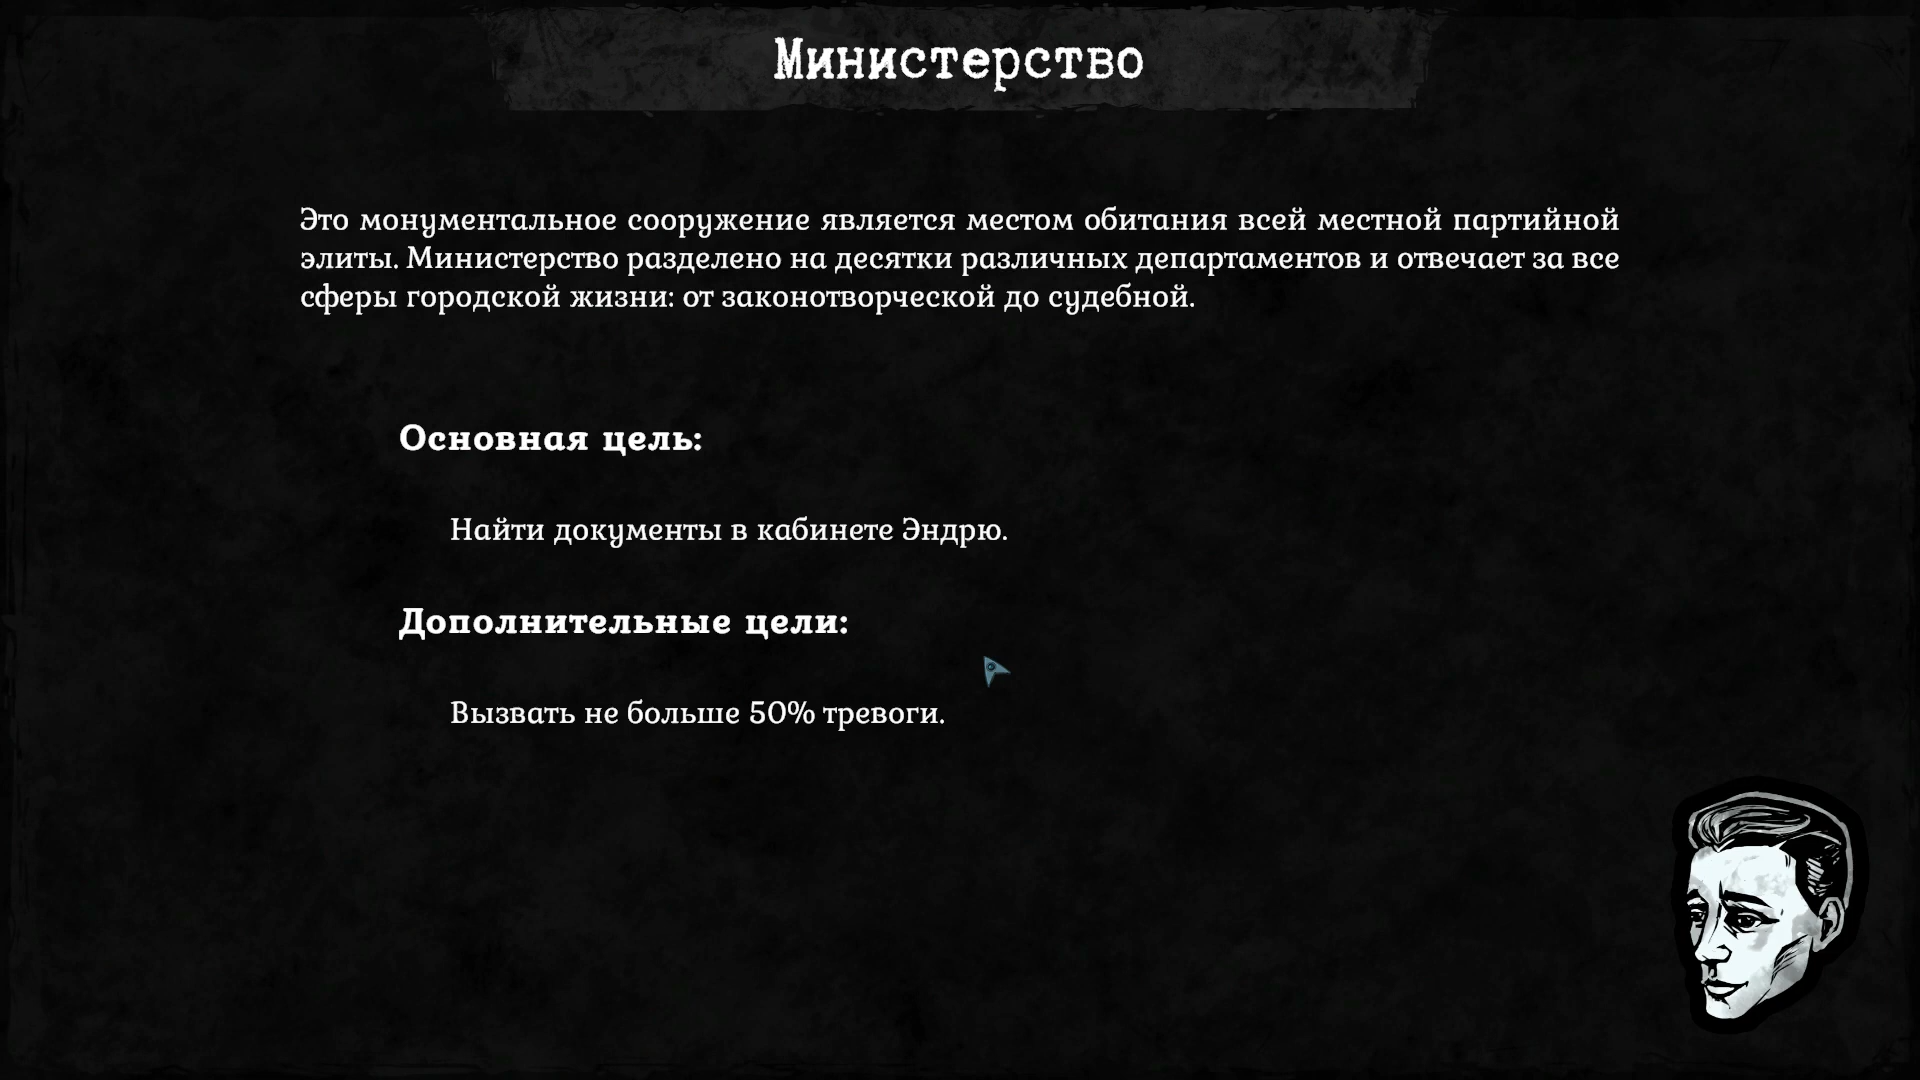 Министерство
Это монументальное сооружение является местом обитания всей местной партийной
элиты. Министерство разделено на десятки различных департаментов и отвечает за все
сферы городской жизни: от законотворческой до судебной.
Основная цель:
Найти документы в кабинете Эндрю.
Дополнительные цели:
Вызвать не больше 50% тревоги.